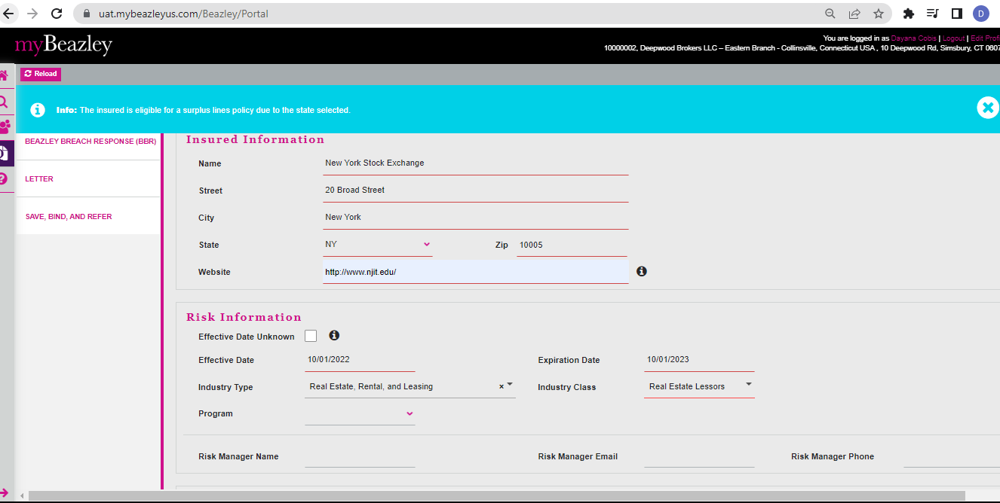 uat.mybeazleyus.com/Beazley/Portal
D
myBeazley
You are logged in as Dayana Cobis | Logout | Edit Profi
10000002, Deepwood Brokers LLC – Eastern Branch - Collinsville, Connecticut USA , 10 Deepwood Rd, Simsbury, CT 0607
Reload
Info: The insured is eligible for a surplus lines policy due to the state selected.
BEAZLEY BREACH RESPONSE (BBR)
LETTER
SAVE, BIND, AND REFER
Insured Information
Name New York Stock Exchange
Street 20 Broad Street
City New York
State NY Zip 10005
Website http://www.njit.edu/
Risk Information
Effective Date Unknown
Effective Date 10/01/2022 Expiration Date 10/01/2023
Industry Type Real Estate, Rental, and Leasing × Industry Class Real Estate Lessors
Program
Risk Manager Name Risk Manager Email Risk Manager Phone